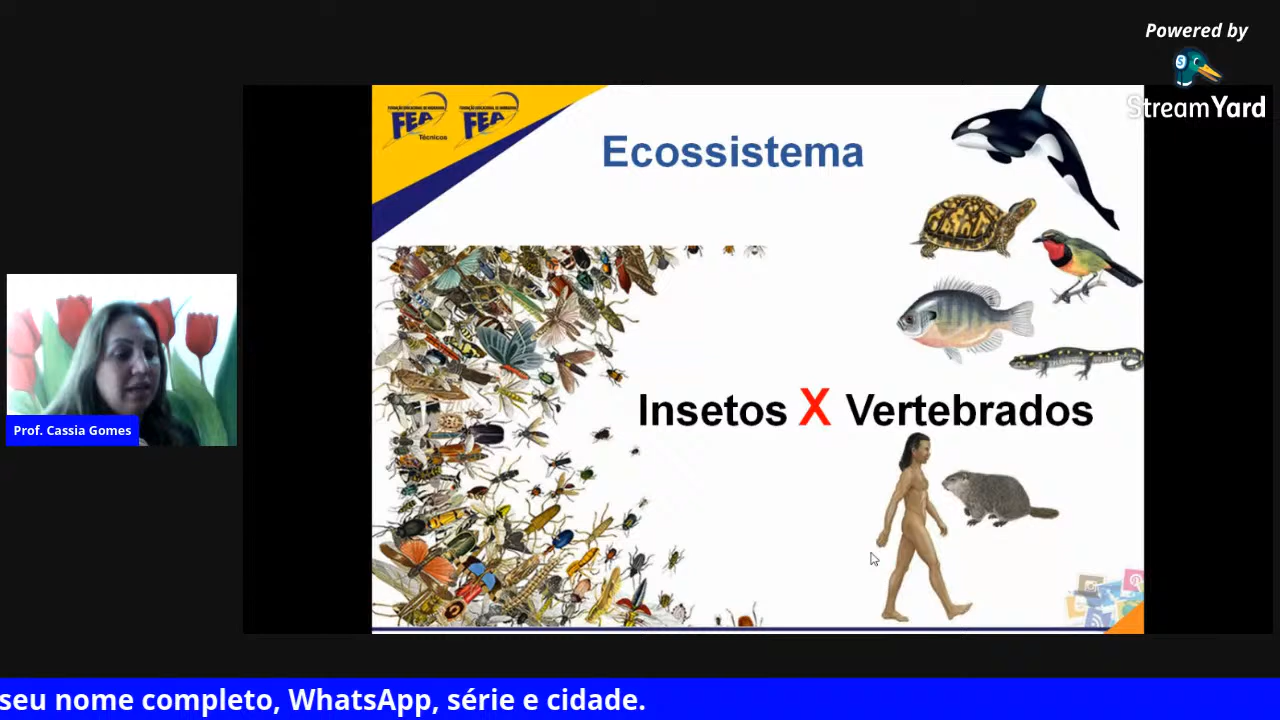 Powered by
StreamYard
FEA
Técnicos
FEA
Ecossistema
Insetos X Vertebrados
Prof. Cassia Gomes
seu nome completo, WhatsApp, série e cidade.